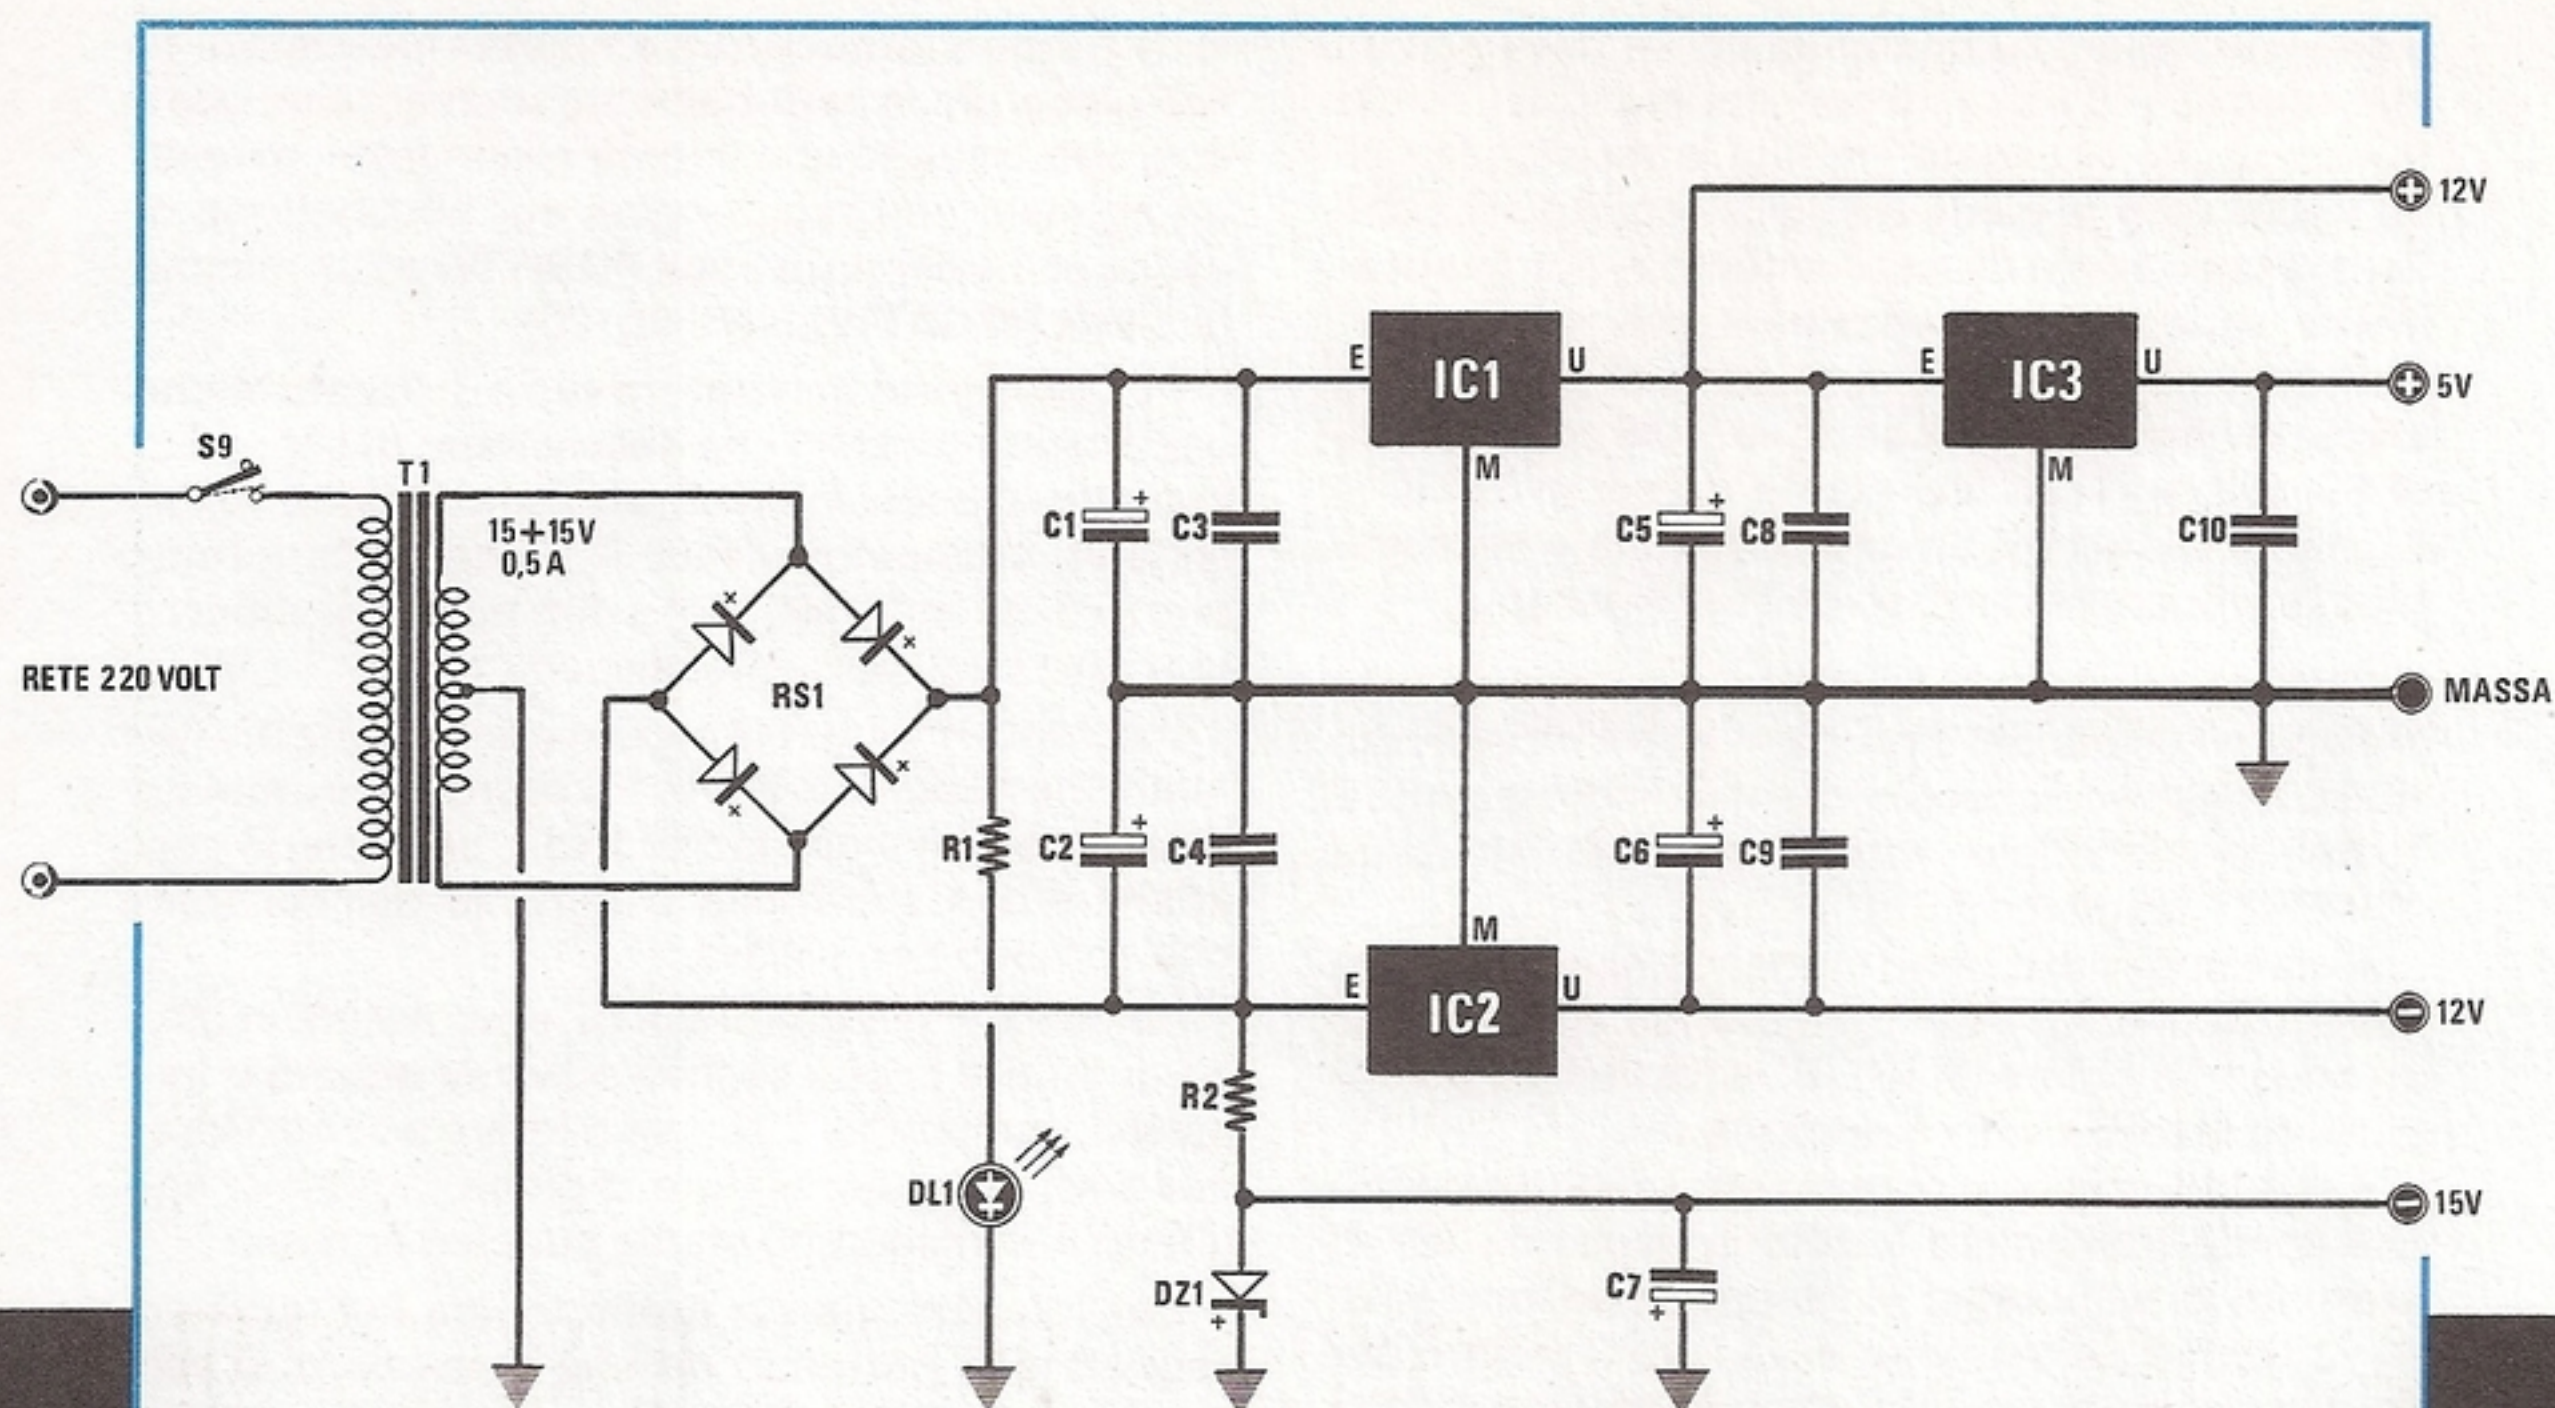 12V
E
IC1
U
E
IC3
U
5V
S9
T1
M
M
15+15V
0,5 A
C1
+
C3
C5
+
C8
C10
RETE 220 VOLT
RS1
MASSA
R1
C2
+
C4
C6
+
C9
M
E
IC2
U
12V
R2
DL1
15V
DZ1
+
C7
+